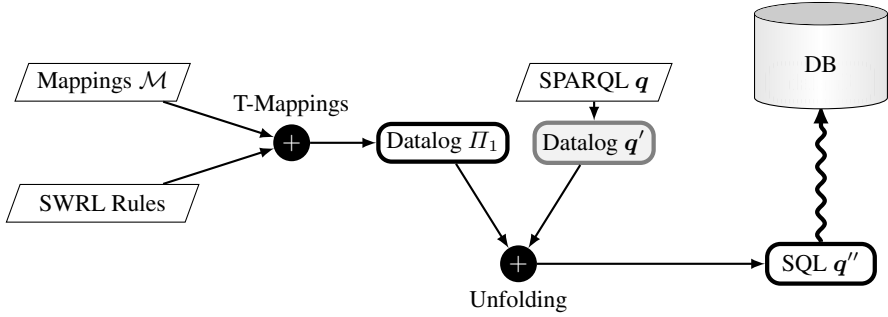 DB
Mappings ℳ
SPARQL q
T-Mappings
+
Datalog Π₁
Datalog q′
SWRL Rules
+
SQL q″
Unfolding